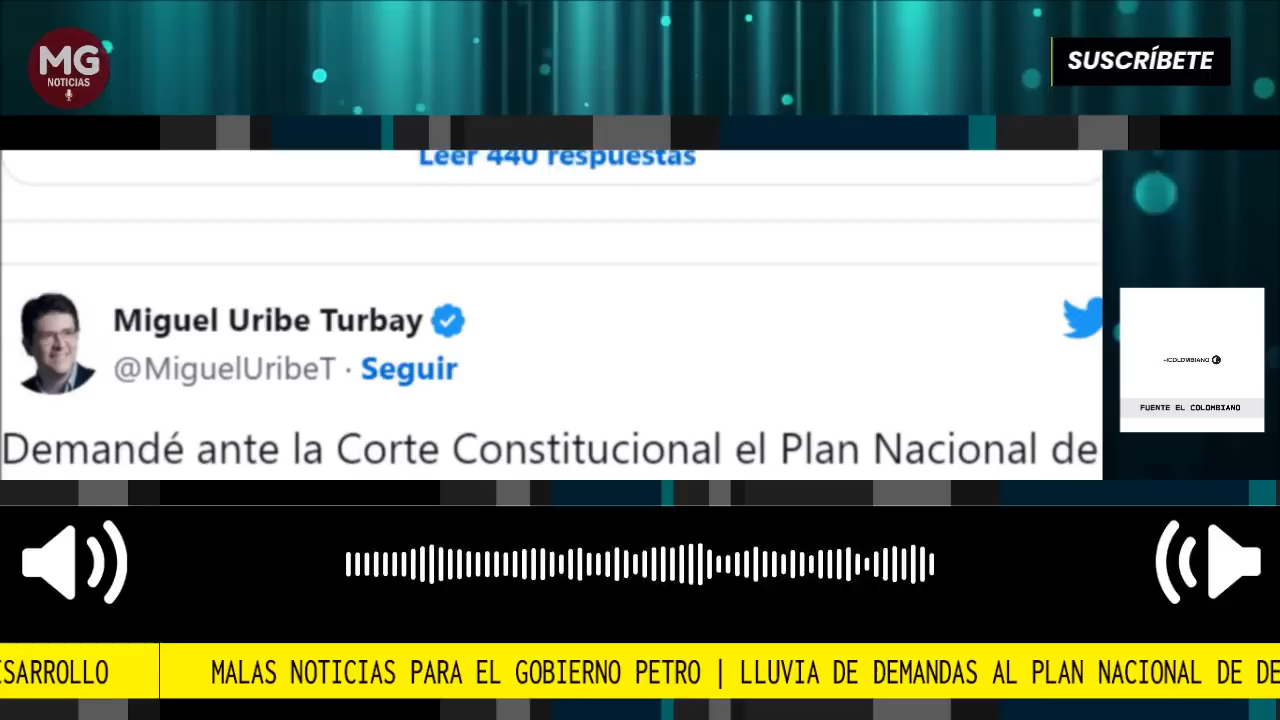 MG
NOTICIAS
SUSCRÍBETE
Leer 440 respuestas
Miguel Uribe Turbay
@MiguelUribeT · Seguir
Demandé ante la Corte Constitucional el Plan Nacional de
FUENTE EL COLOMBIANO
SARROLLO
MALAS NOTICIAS PARA EL GOBIERNO PETRO | LLUVIA DE DEMANDAS AL PLAN NACIONAL DE DE